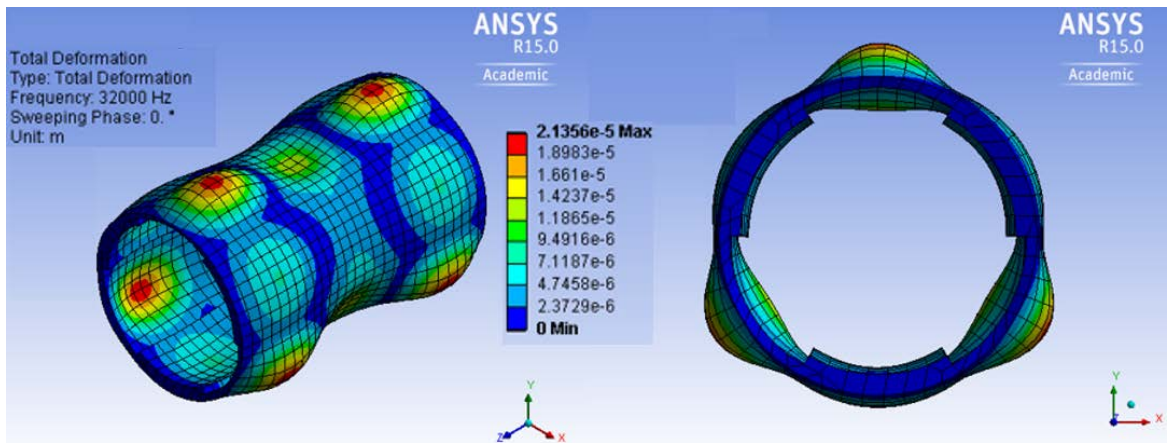 ANSYS
R15.0
Academic
Total Deformation
Type: Total Deformation
Frequency: 32000 Hz
Sweeping Phase: 0. °
Unit: m
2.1356e-5 Max
1.8983e-5
1.661e-5
1.4237e-5
1.1865e-5
9.4916e-6
7.1187e-6
4.7458e-6
2.3729e-6
0 Min
Y
Z
X
ANSYS
R15.0
Academic
Y
Z
X